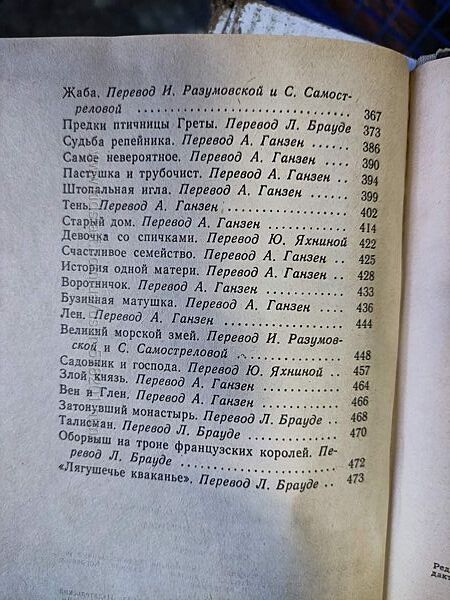 Жаба. Перевод И. Разумовской и С. Самост-
реловой . . . . . . . . . . . . . . . . 367
Предки птичницы Греты. Перевод Л. Брауде 373
Судьба репейника. Перевод А. Ганзен . . . . 386
Самое невероятное. Перевод А. Ганзен . . . . 390
Пастушка и трубочист. Перевод А. Ганзен . . 394
Штопальная игла. Перевод А. Ганзен . . . . . 399
Тень. Перевод А. Ганзен . . . . . . . . . . 402
Старый дом. Перевод А. Ганзен . . . . . . . 414
Девочка со спичками. Перевод Ю. Яхниной 422
Счастливое семейство. Перевод А. Ганзен . . 425
История одной матери. Перевод А. Ганзен . . 428
Воротничок. Перевод А. Ганзен . . . . . . . 433
Бузинная матушка. Перевод А. Ганзен . . . . 436
Лен. Перевод А. Ганзен . . . . . . . . . . . 444
Великий морской змей. Перевод И. Разумов-
ской и С. Самостреловой . . . . . . . . . . 448
Садовник и господа. Перевод Ю. Яхниной . . 457
Злой князь. Перевод А. Ганзен . . . . . . . 464
Вен и Глен. Перевод А. Ганзен . . . . . . . 466
Затонувший монастырь. Перевод Л. Брауде . . 468
Талисман. Перевод Л. Брауде . . . . . . . . 470
Оборвыш на троне французских королей. Пе-
ревод Л. Брауде . . . . . . . . . . . . . . 472
«Лягушечье кваканье». Перевод Л. Брауде . . 473
Ред
дакт